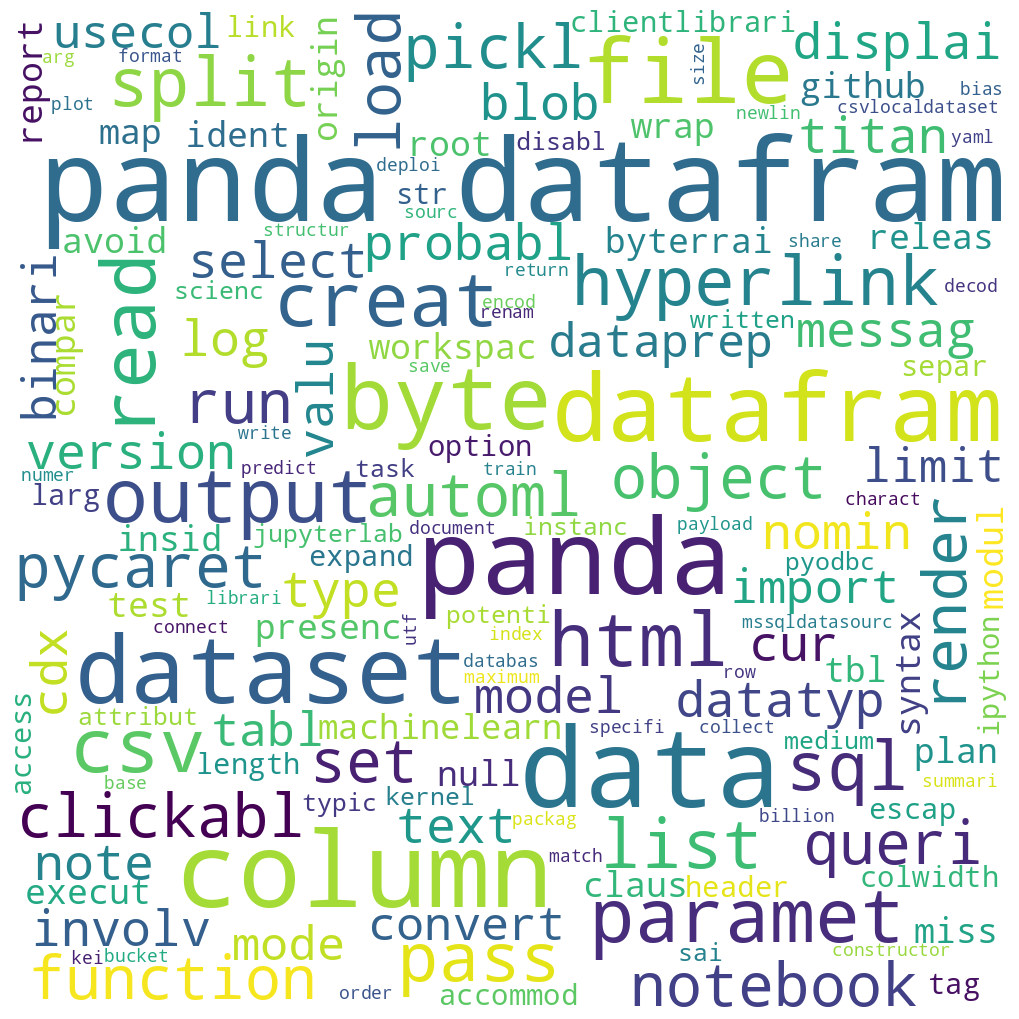 report
arg
format
usecol
link
origin
load
pickl
clientlibrari
file
size
displai
plot
split
blob
github
bias
csvlocaldataset
newlin
map
ident
root
disabl
wrap
titan
yaml
panda
datafram
deploi
str
sourc
structur
avoid
select
probabl
byterrai
share
releas
binari
compar
read
scienc
creat
return
encod
renam
hyperlink
decod
written
log
valu
workspac
dataprep
messag
save
separ
run
byte
datafram
write
version
predict
option
task
train
object
limit
numer
larg
output
automl
charact
insid
jupyterlab
document
instanc
payload
nomin
render
modul
pycaret
expand
panda
pyodbc
import
test
librari
type
potenti
mssqldatasourc
connect
presenc
utf
index
html
cur
syntax
ipython
cdx
dataset
databas
maximum
row
tbl
model
datatyp
access
attribut
tabl
machinelearn
specifi
collect
csv
length
set
null
data
medium
sql
plan
base
summari
clickabl
typic
kernel
text
packag
billion
escap
note
column
match
list
queri
execut
claus
header
colwidth
involv
mode
convert
paramet
miss
kei
bucket
pass
sai
constructor
function
order
accommod
notebook
tag